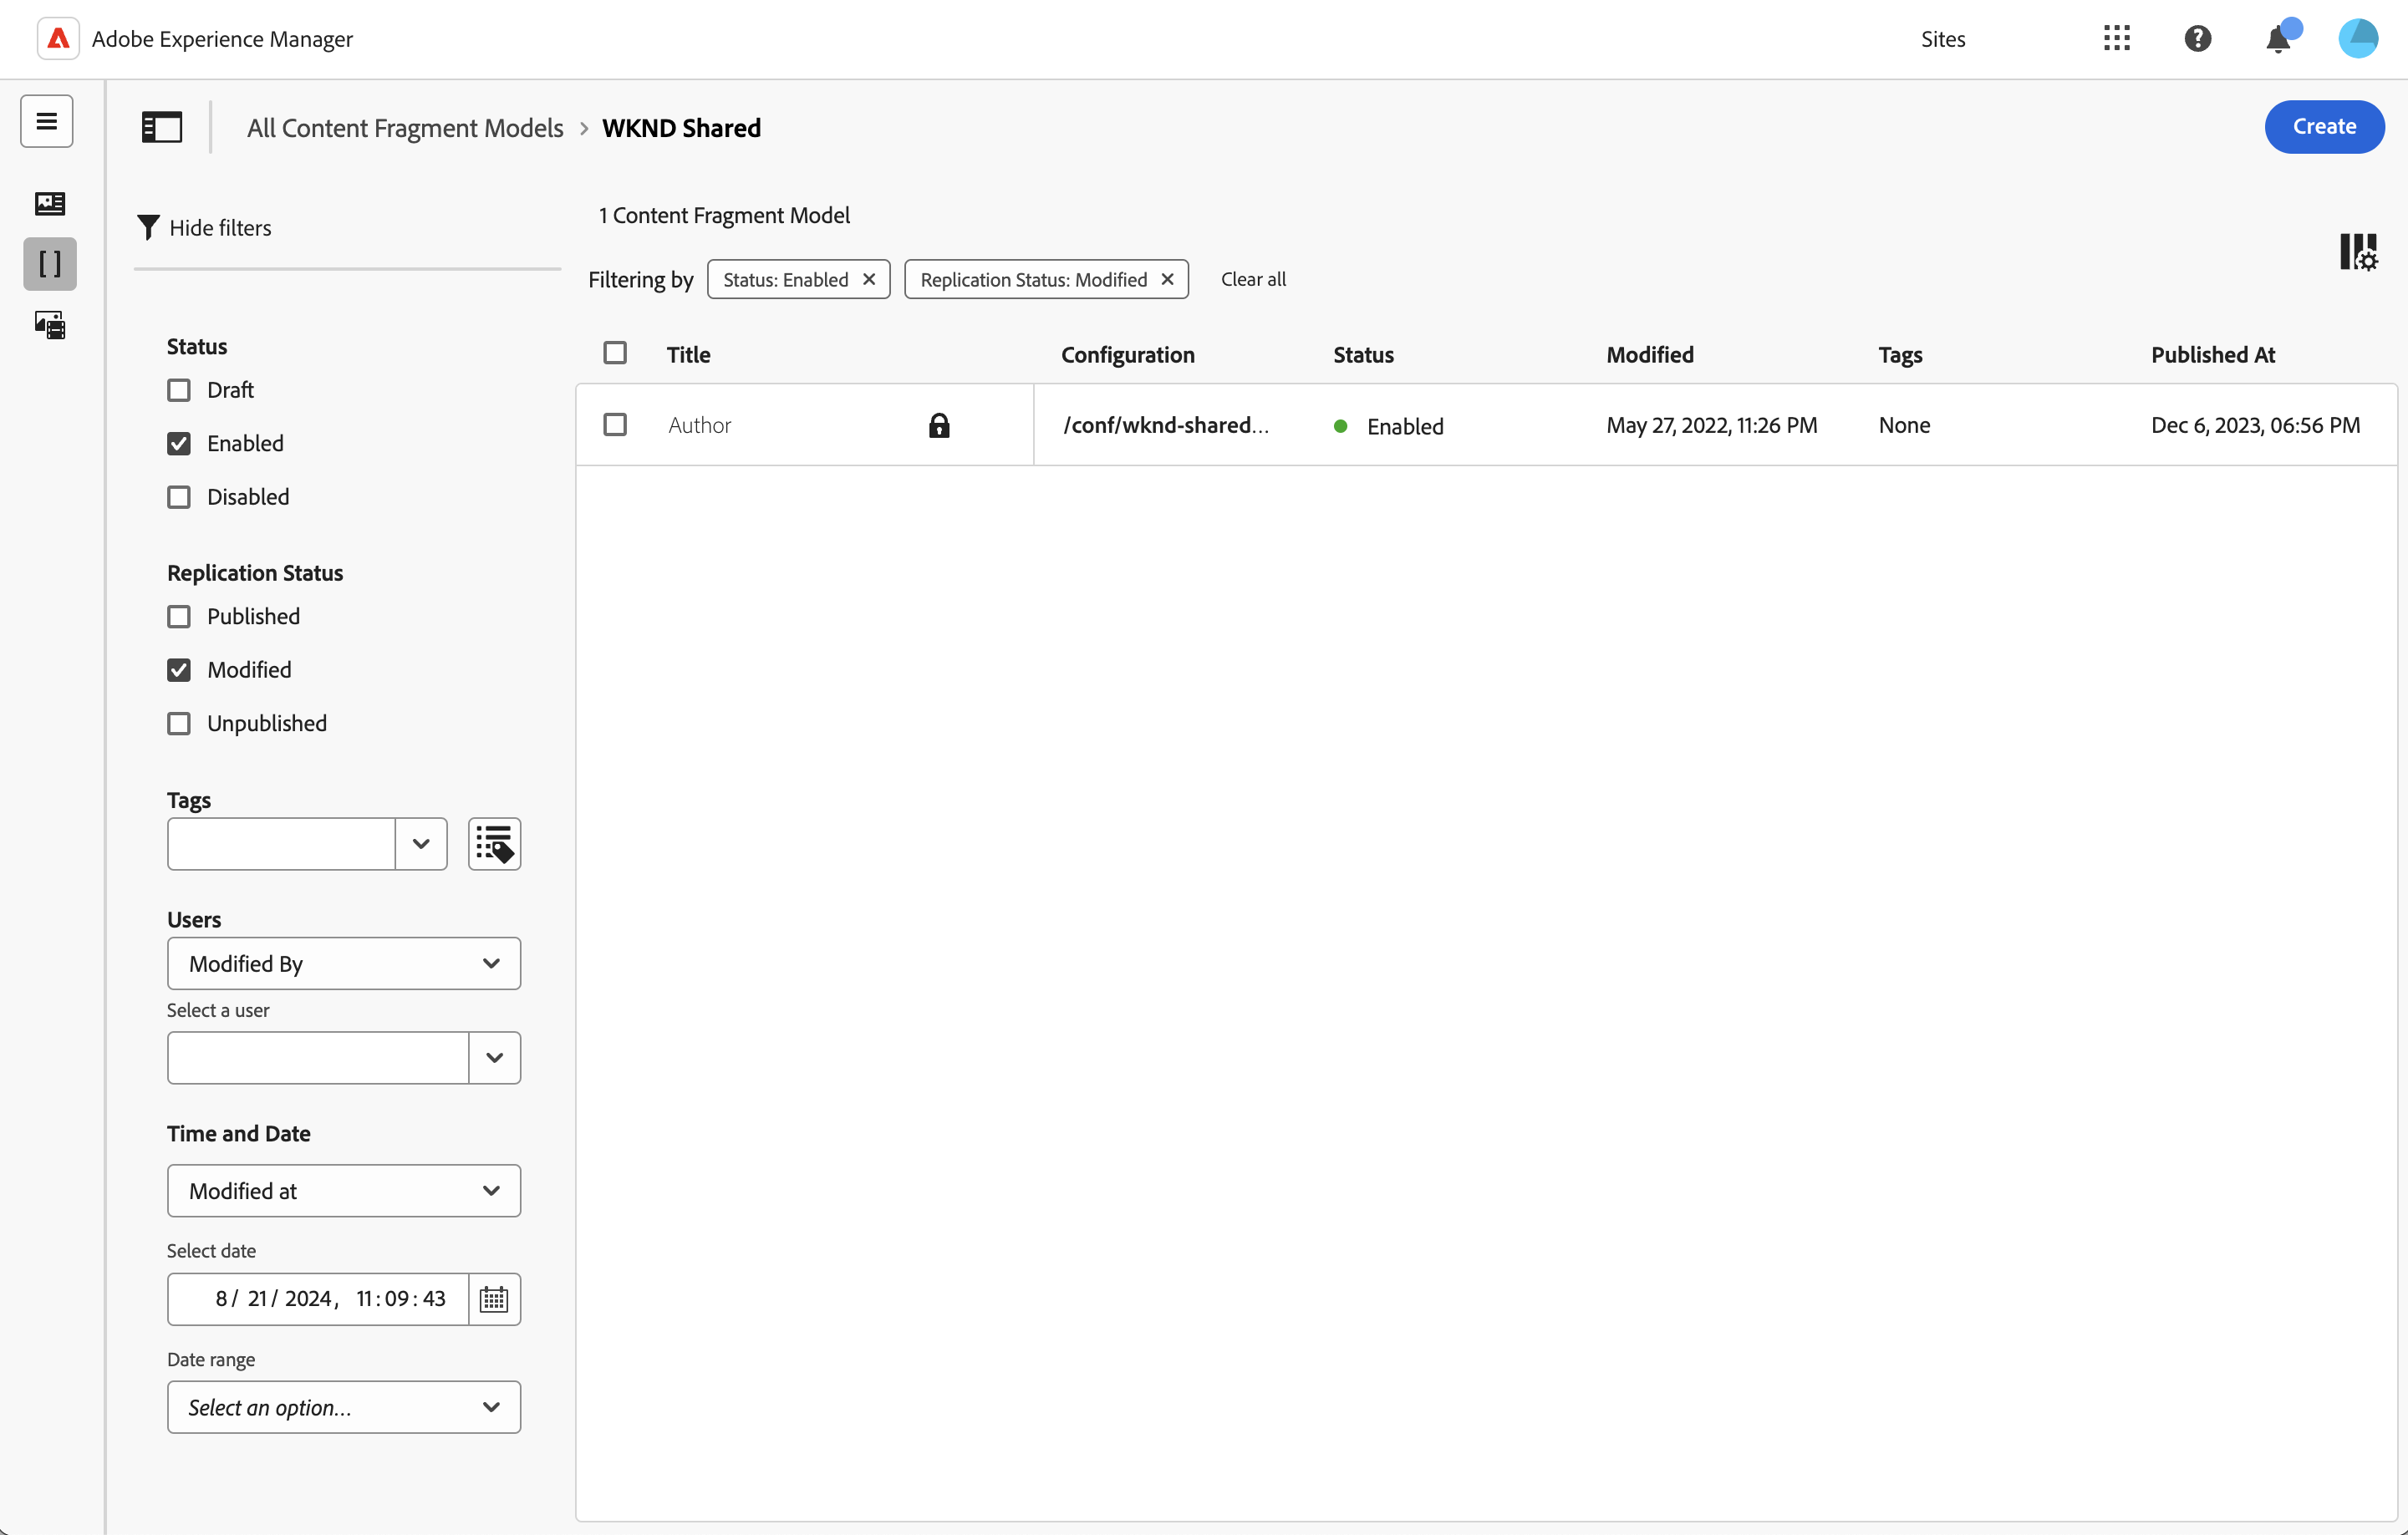 Adobe Experience Manager
Sites
All Content Fragment Models > WKND Shared
Create
Hide filters
1 Content Fragment Model
Filtering by
Status: Enabled
Replication Status: Modified
Clear all
Title
Configuration
Status
Modified
Tags
Published At
Author
/conf/wknd-shared...
Enabled
May 27, 2022, 11:26 PM
None
Dec 6, 2023, 06:56 PM
Status
Draft
Enabled
Disabled
Replication Status
Published
Modified
Unpublished
Tags
Users
Modified By
Select a user
Time and Date
Modified at
Select date
8/ 21/ 2024, 11:09:43
Date range
Select an option...